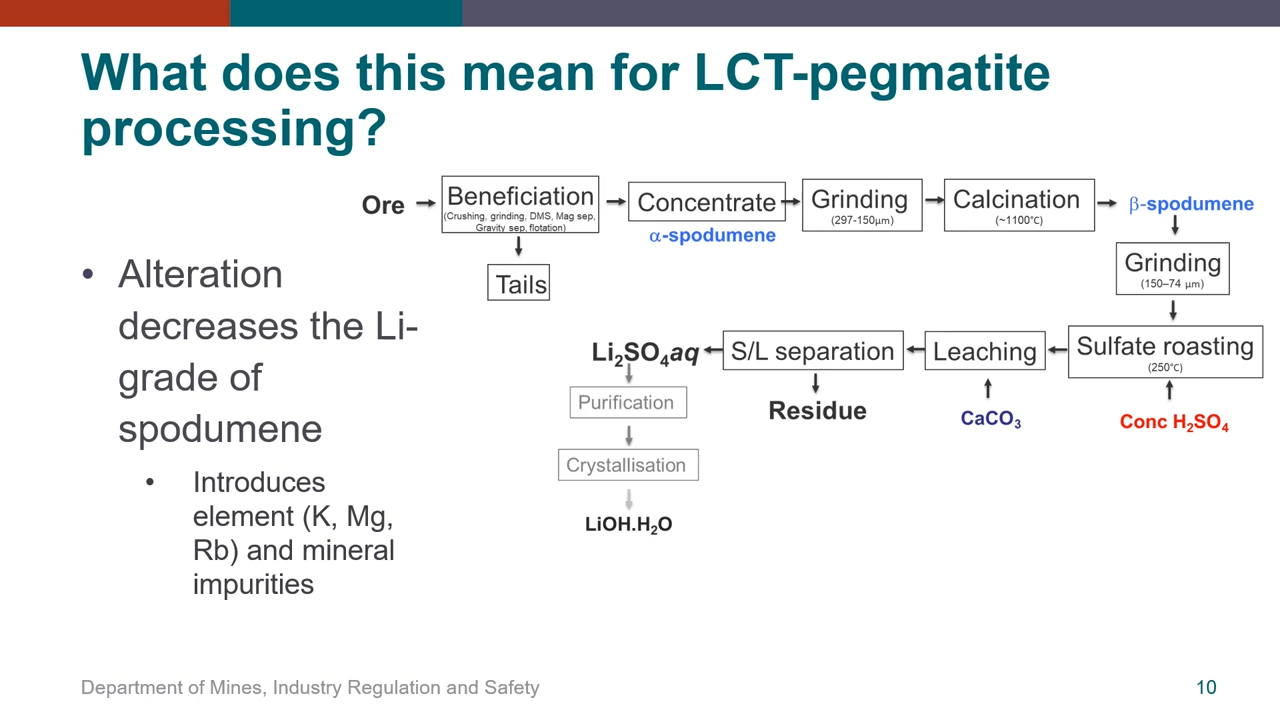 What does this mean for LCT-pegmatite
processing?
Ore
Beneficiation
(Crushing, grinding, DMS, Mag sep,
Gravity sep, flotation)
Tails
Concentrate
α-spodumene
Grinding
(297-150μm)
Calcination
(~1100℃)
β-spodumene
Grinding
(150–74 μm)
Sulfate roasting
(250℃)
Conc H₂SO₄
Leaching
CaCO₃
S/L separation
Residue
Li₂SO₄aq
Purification
Crystallisation
LiOH.H₂O
• Alteration
decreases the Li-
grade of
spodumene
• Introduces
element (K, Mg,
Rb) and mineral
impurities
Department of Mines, Industry Regulation and Safety
10